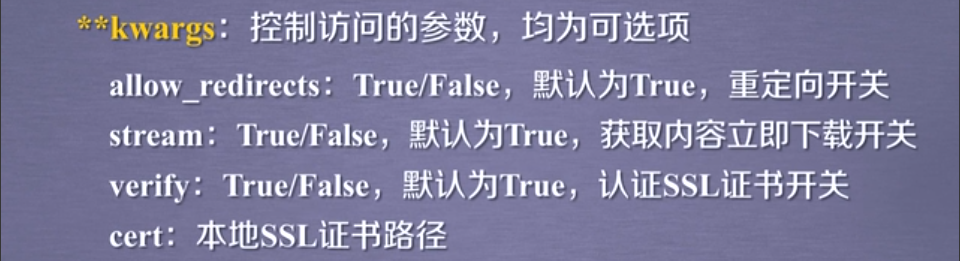 **kwargs：控制访问的参数，均为可选项
allow_redirects：True/False，默认为True，重定向开关
stream：True/False，默认为True，获取内容立即下载开关
verify：True/False，默认为True，认证SSL证书开关
cert：本地SSL证书路径